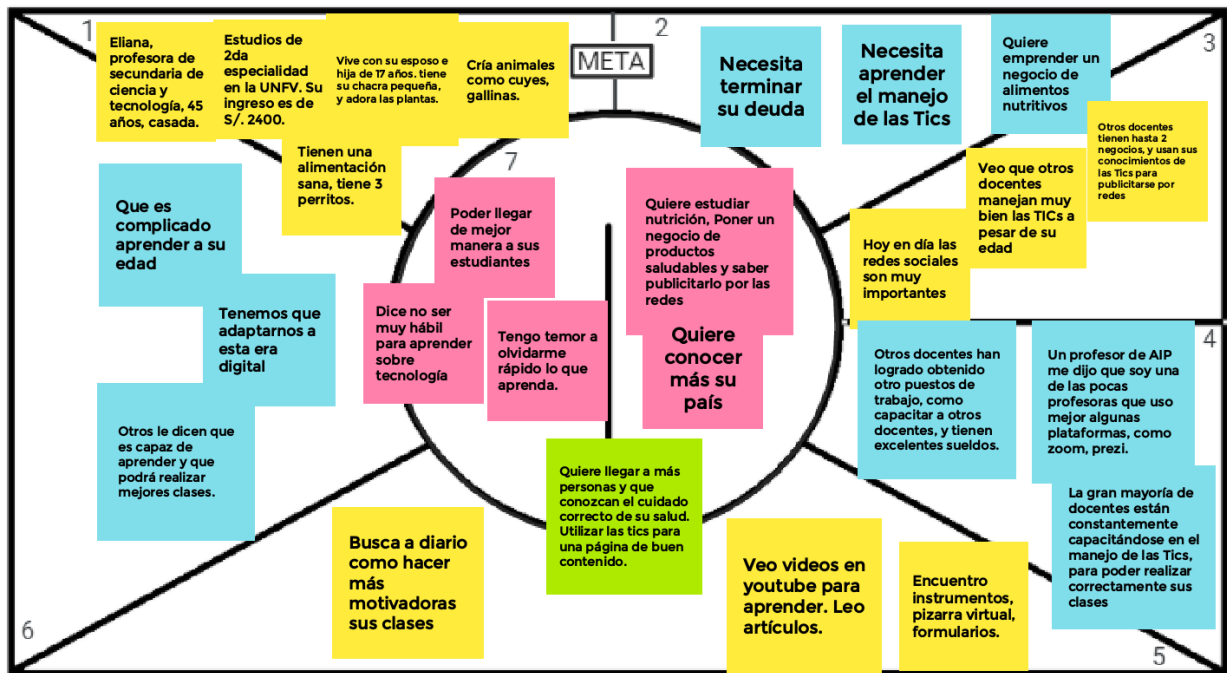 1
Eliana,
profesora de
secundaria de
ciencia y
tecnología, 45
años, casada.
Estudios de
2da
especialidad
en la UNFV. Su
ingreso es de
S/. 2400.
Vive con su esposo e
hija de 17 años. tiene
su chacra pequeña,
y adora las plantas.
Cría animales
como cuyes,
gallinas.
Tienen una
alimentación
sana, tiene 3
perritos.
META
2
Necesita
terminar
su deuda
Necesita
aprender
el manejo
de las Tics
3
Quiere
emprender un
negocio de
alimentos
nutritivos
Otros docentes
tienen hasta 2
negocios, y usan sus
conocimientos de
las Tics para
publicitarse por
redes
Veo que otros
docentes
manejan muy
bien las TICs a
pesar de su
edad
Hoy en día las
redes sociales
son muy
importantes
4
Otros docentes han
logrado obtenido
otro puestos de
trabajo, como
capacitar a otros
docentes, y tienen
excelentes sueldos.
Un profesor de AIP
me dijo que soy una
de las pocas
profesoras que uso
mejor algunas
plataformas, como
zoom, prezi.
La gran mayoría de
docentes están
constantemente
capacitándose en el
manejo de las Tics,
para poder realizar
correctamente sus
clases
5
Veo videos en
youtube para
aprender. Leo
artículos.
Encuentro
instrumentos,
pizarra virtual,
formularios.
Busca a diario
como hacer
más
motivadoras
sus clases
6
Que es
complicado
aprender a su
edad
Tenemos que
adaptarnos a
esta era
digital
Otros le dicen que
es capaz de
aprender y que
podrá realizar
mejores clases.
7
Poder llegar
de mejor
manera a sus
estudiantes
Dice no ser
muy hábil
para aprender
sobre
tecnología
Tengo temor a
olvidarme
rápido lo que
aprenda.
Quiere estudiar
nutrición, Poner un
negocio de
productos
saludables y saber
publicitarlo por las
redes
Quiere
conocer
más su
país
Quiere llegar a más
personas y que
conozcan el cuidado
correcto de su salud.
Utilizar las tics para
una página de buen
contenido.